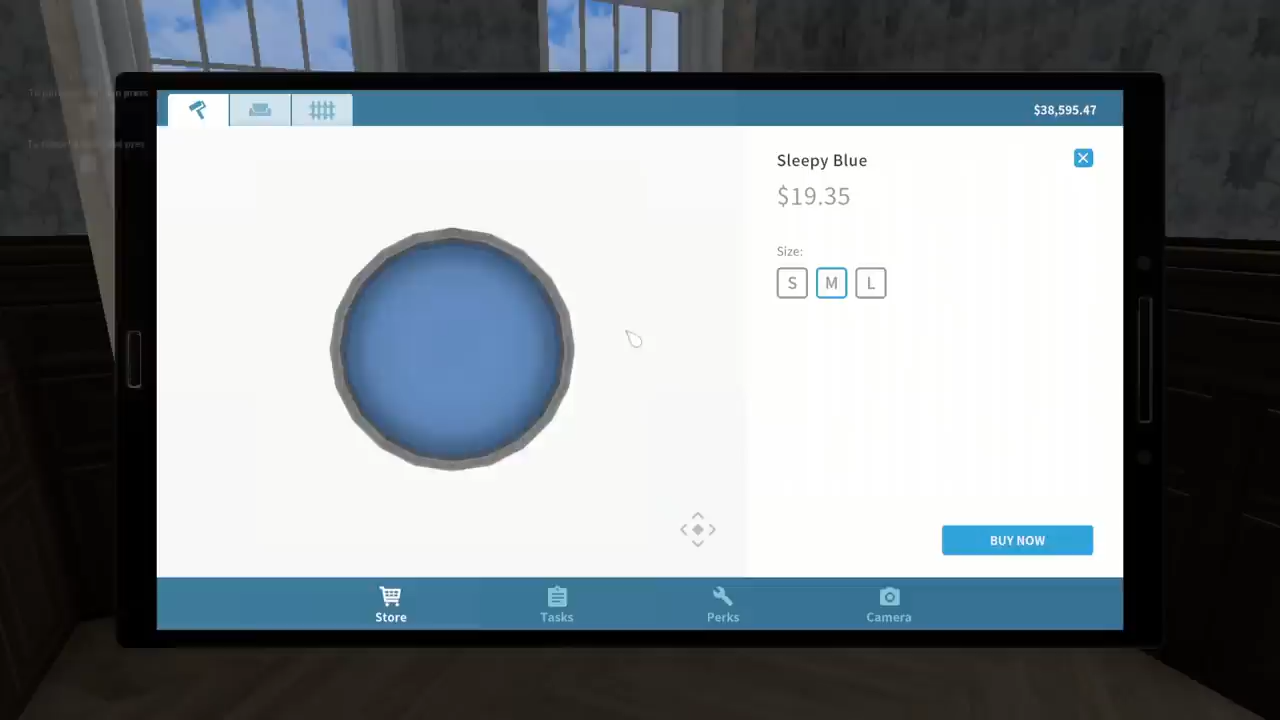 $38,595.47
Sleepy Blue
$19.35
Size:
S M L
BUY NOW
Store Tasks Perks Camera